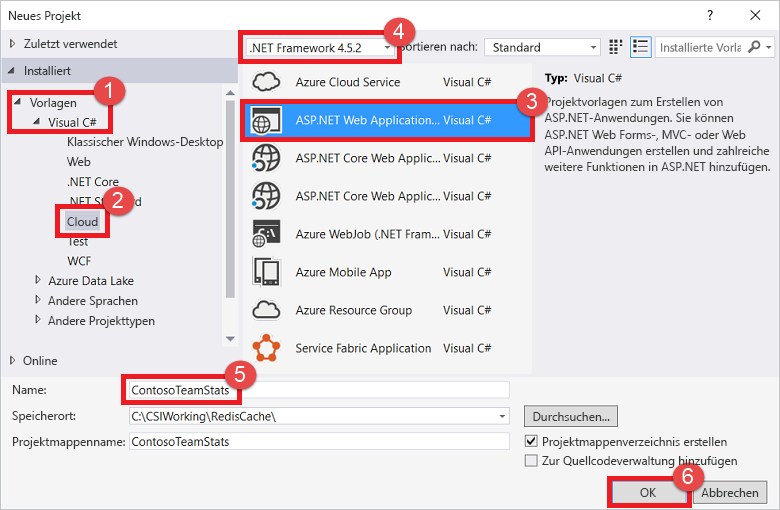 Neues Projekt
? ×
Zuletzt verwendet
.NET Framework 4.5.2
4
Sortieren nach:
Standard
Installierte Vorla
Installiert
1
Vorlagen
Visual C#
Klassischer Windows-Desktop
Web
.NET Core
.NET
2
Cloud
Test
WCF
Azure Data Lake
Andere Sprachen
Andere Projekttypen
Online
Azure Cloud Service Visual C#
3
ASP.NET Web Application... Visual C#
ASP.NET Core Web Applic... Visual C#
ASP.NET Core Web Applic... Visual C#
Azure WebJob (.NET Fram... Visual C#
Azure Mobile App Visual C#
Azure Resource Group Visual C#
Service Fabric Application Visual C#
Typ: Visual C#
Projektvorlagen zum Erstellen von
ASP.NET-Anwendungen. Sie können
ASP.NET Web Forms-, MVC- oder Web
API-Anwendungen erstellen und zahlreiche
weitere Funktionen in ASP.NET hinzufügen.
5
Name: ContosoTeamStats
Speicherort: C:\CSIWorking\RedisCache\
Durchsuchen...
Projektmappenname: ContosoTeamStats
Projektmappenverzeichnis erstellen
Zur Quellcodeverwaltung hinzufügen
6
OK
Abbrechen